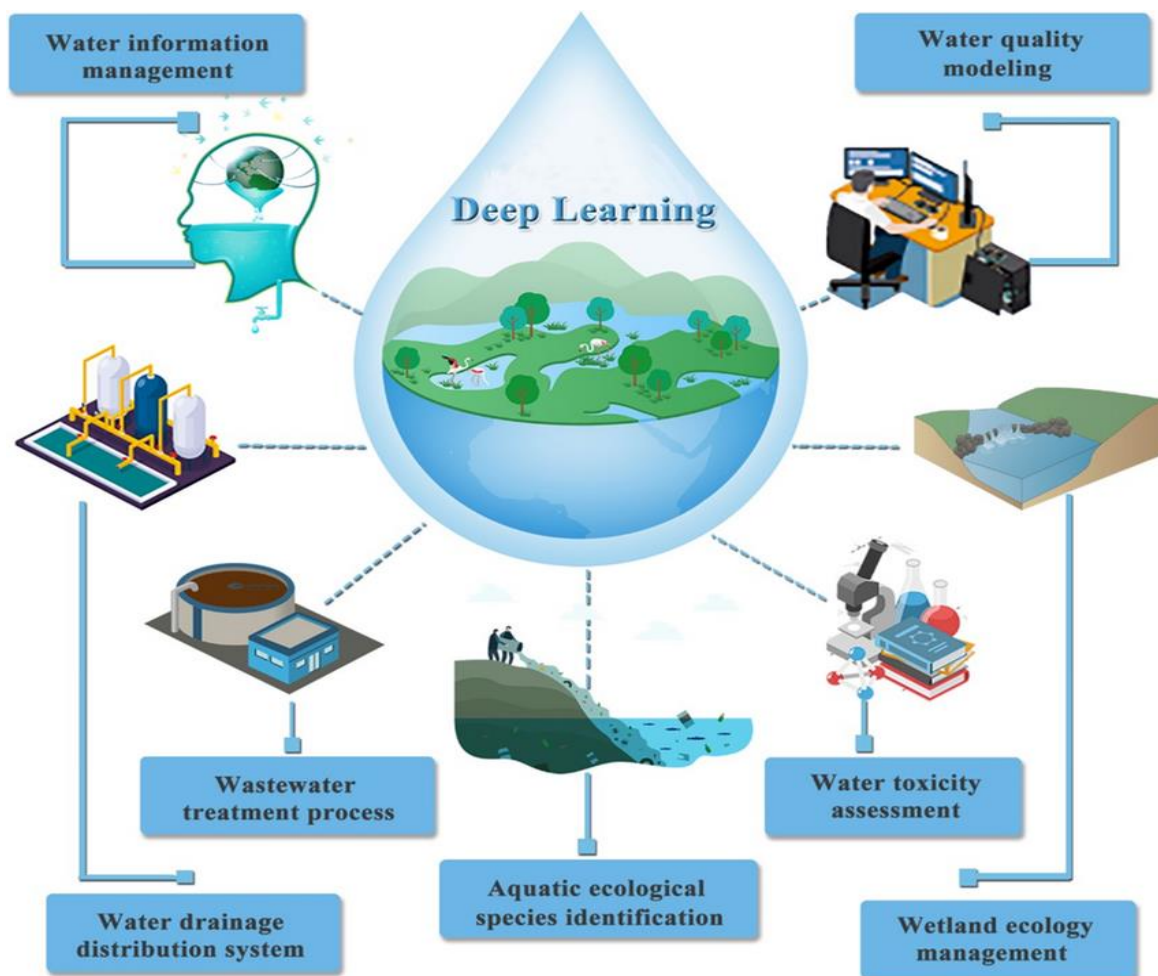 Water information
management
Water quality
modeling
Deep Learning
Wastewater
treatment process
Water toxicity
assessment
Aquatic ecological
species identification
Water drainage
distribution system
Wetland ecology
management